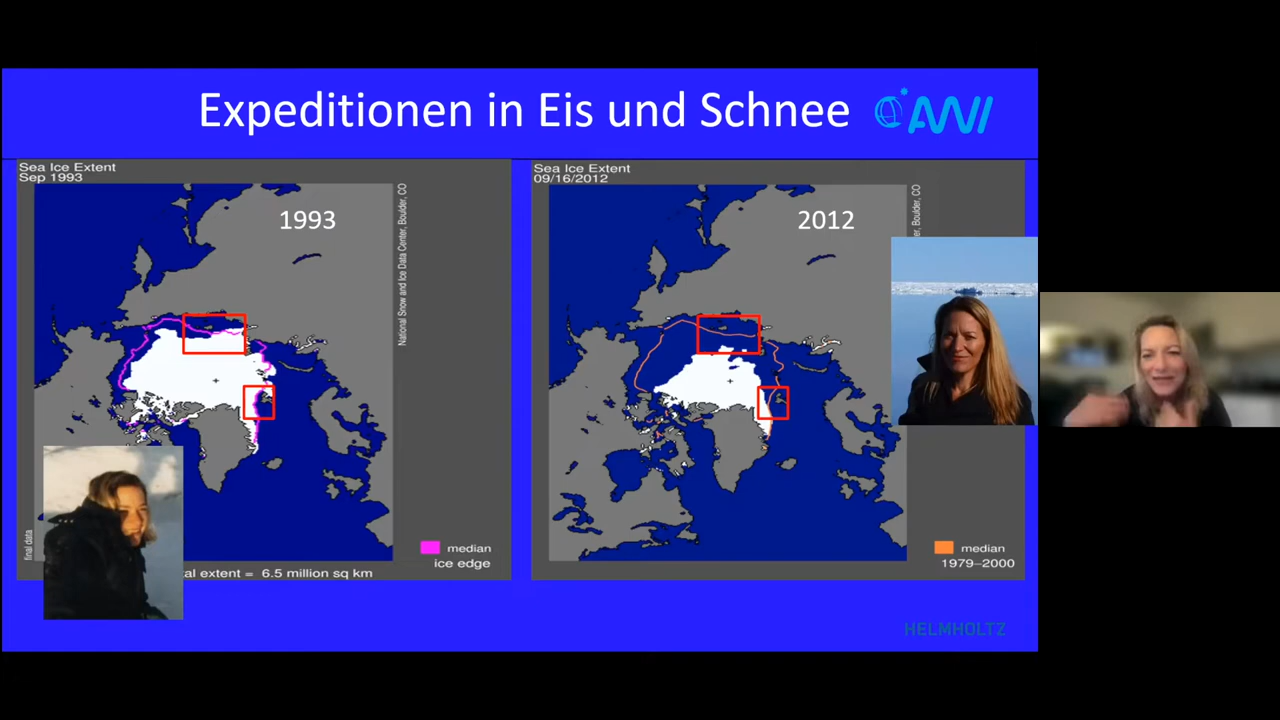 Expeditionen in Eis und Schnee
AWI
Sea Ice Extent
Sep 1993
1993
National Snow and Ice Data Center, Boulder, CO
final data
median
ice edge
extent = 6.5 million sq km
Sea Ice Extent
09/16/2012
2012
Boulder, CO
median
1979–2000
HELMHOLTZ